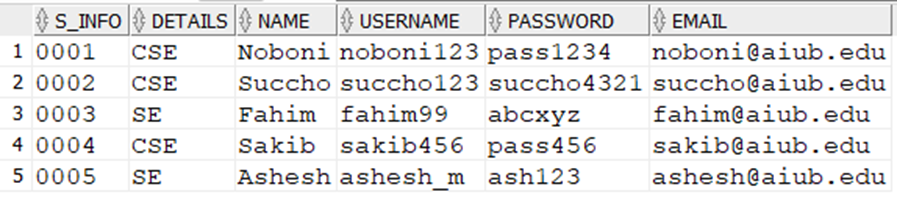 S_INFO DETAILS NAME USERNAME PASSWORD EMAIL
1 0001 CSE Noboni noboni123 pass1234 noboni@aiub.edu
2 0002 CSE Succho succho123 succho4321 succho@aiub.edu
3 0003 SE Fahim fahim99 abcxyz fahim@aiub.edu
4 0004 CSE Sakib sakib456 pass456 sakib@aiub.edu
5 0005 SE Ashesh ashesh_m ash123 ashesh@aiub.edu